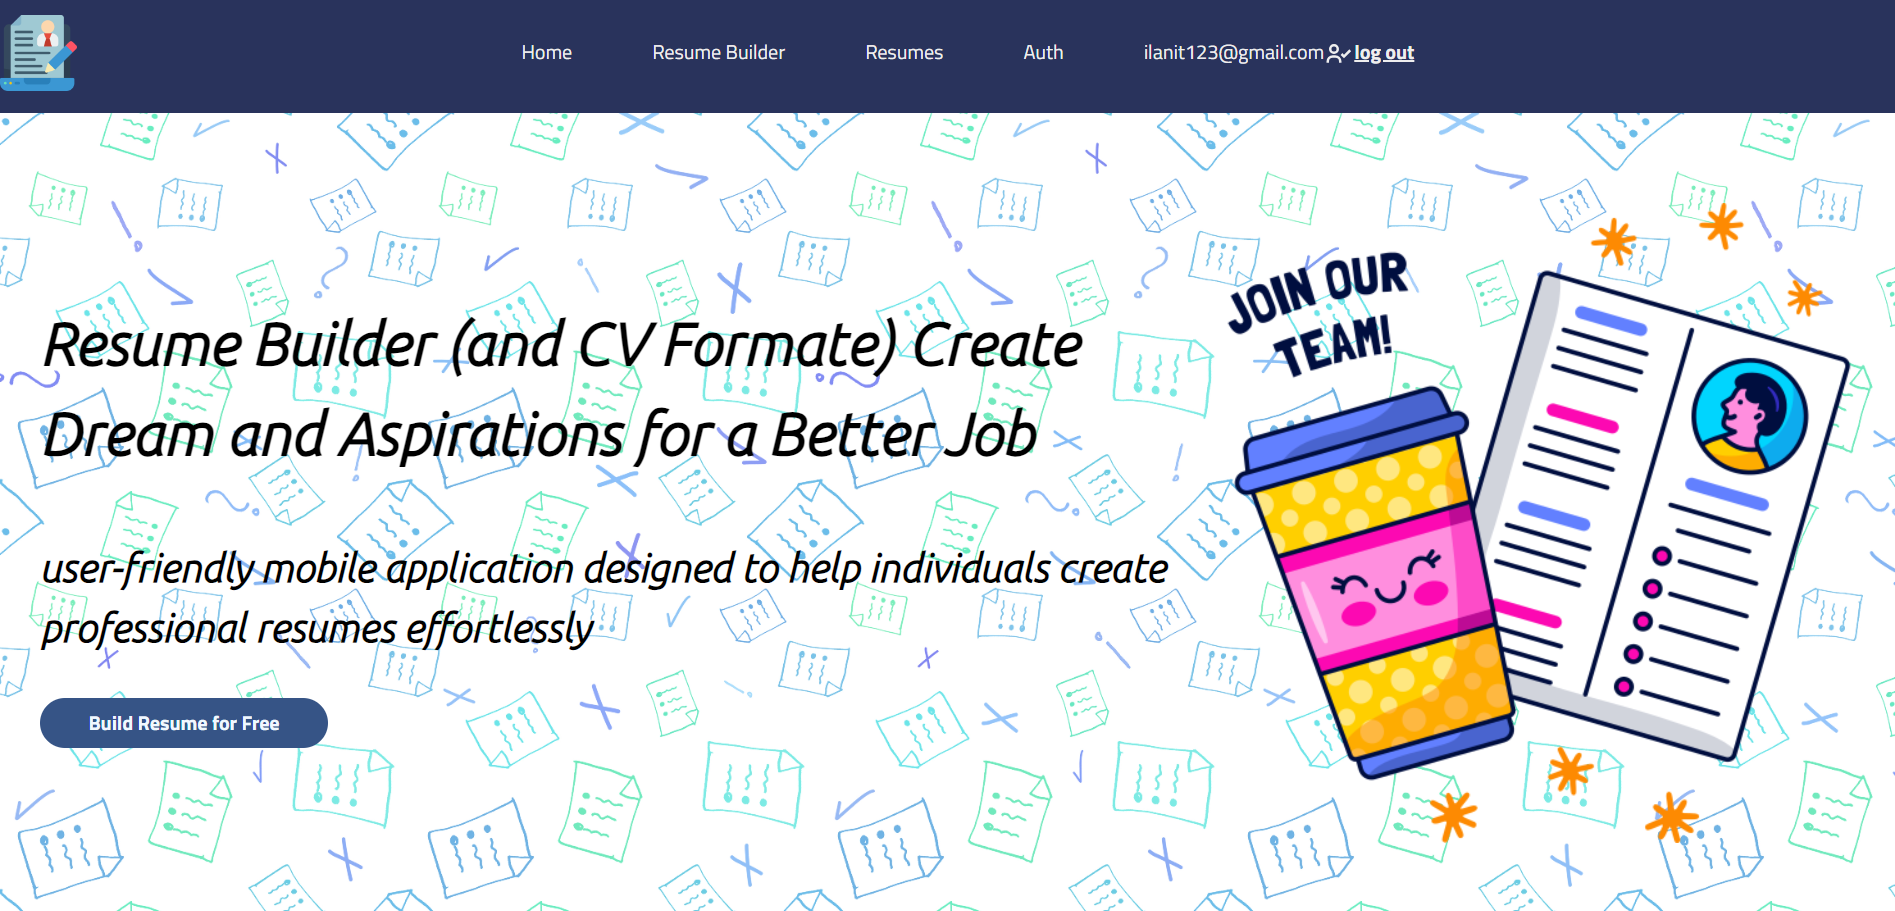 Home Resume Builder Resumes Auth ilanit123@gmail.com log out
JOIN OUR
TEAM!
Resume Builder (and CV Formate) Create
Dream and Aspirations for a Better Job
user-friendly mobile application designed to help individuals create
professional resumes effortlessly
Build Resume for Free